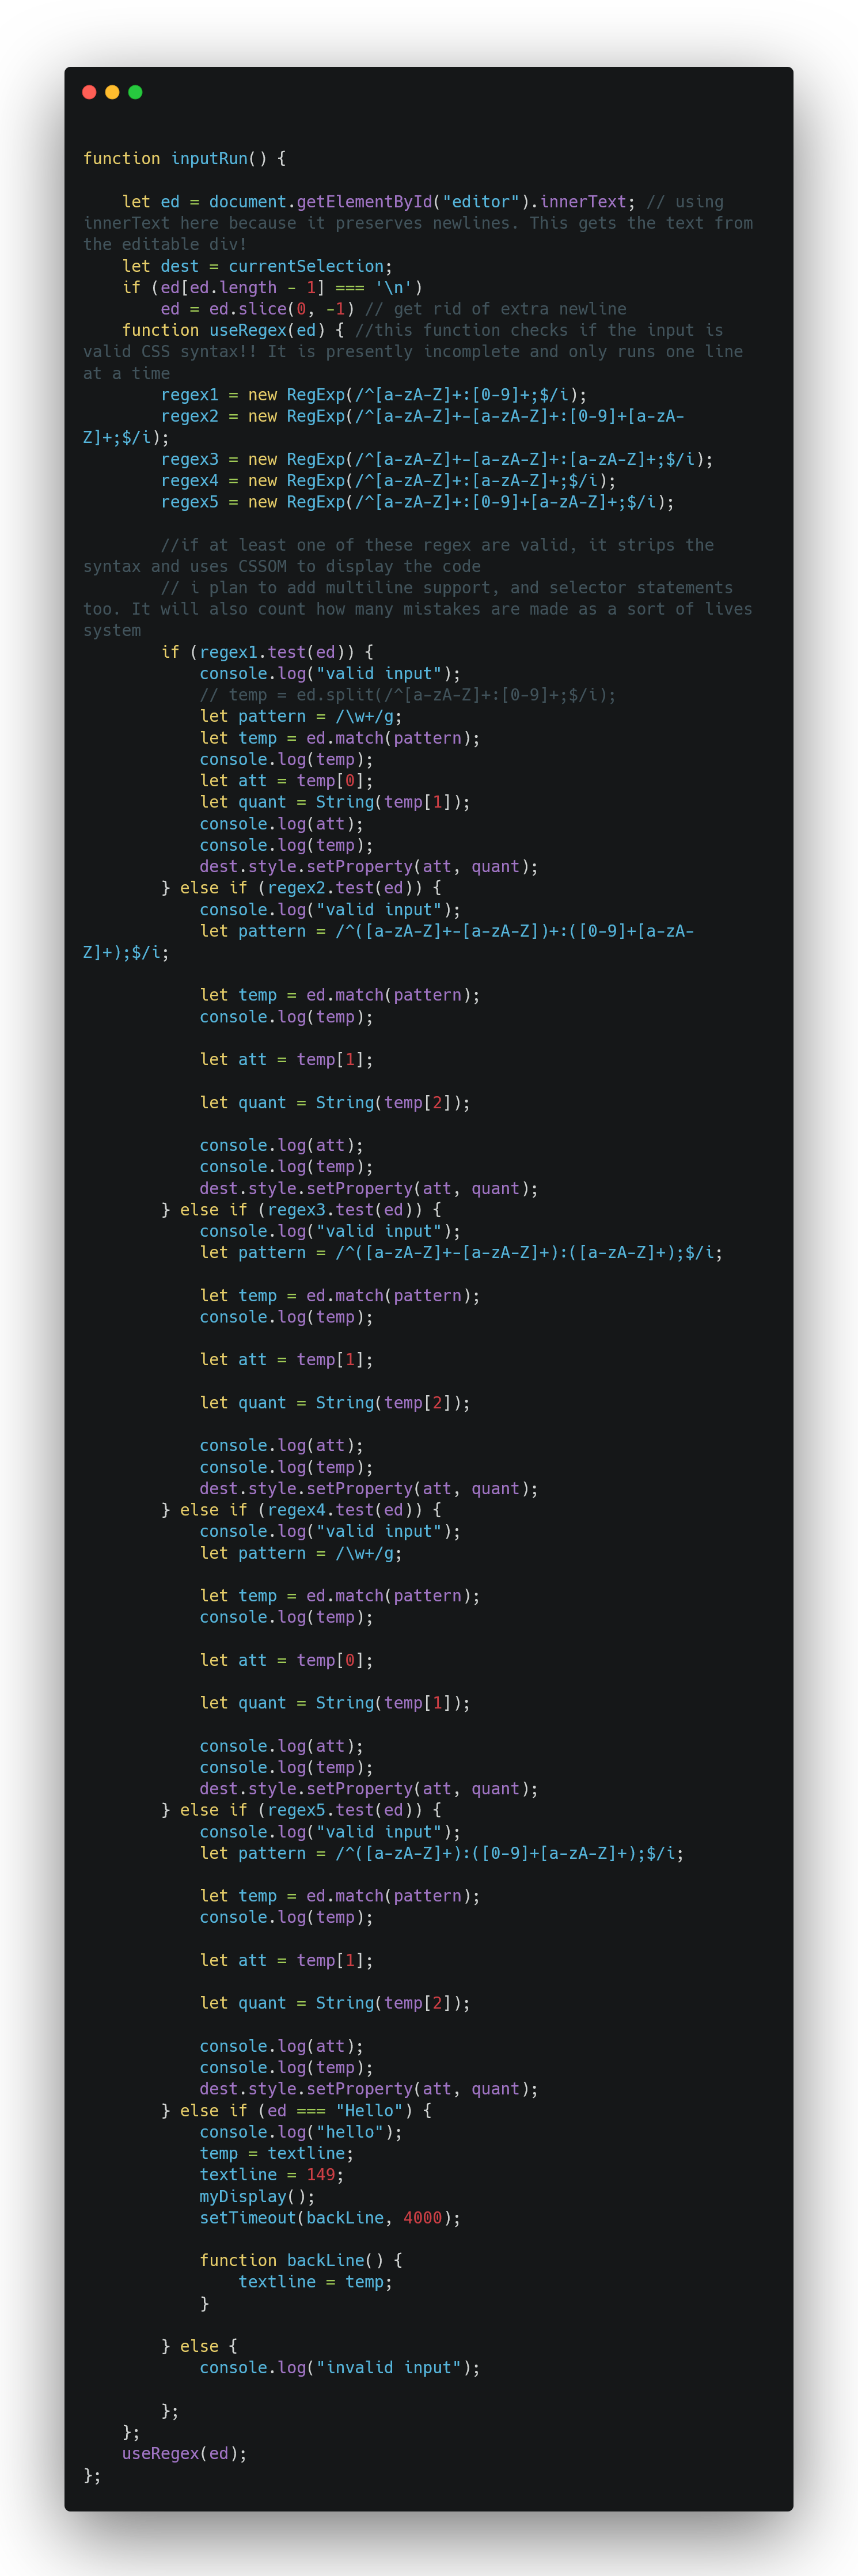 function inputRun() {
let ed = document.getElementById("editor").innerText; // using
innerText here because it preserves newlines. This gets the text from
the editable div!
let dest = currentSelection;
if (ed[ed.length - 1] === '\n')
ed = ed.slice(0, -1) // get rid of extra newline
function useRegex(ed) { //this function checks if the input is
valid CSS syntax!! It is presently incomplete and only runs one line
at a time
regex1 = new RegExp(/^[a-zA-Z]+:[0-9]+;$/i);
regex2 = new RegExp(/^[a-zA-Z]+-[a-zA-Z]+:[0-9]+[a-zA-
Z]+;$/i);
regex3 = new RegExp(/^[a-zA-Z]+-[a-zA-Z]+:[a-zA-Z]+;$/i);
regex4 = new RegExp(/^[a-zA-Z]+:[a-zA-Z]+;$/i);
regex5 = new RegExp(/^[a-zA-Z]+:[0-9]+[a-zA-Z]+;$/i);
//if at least one of these regex are valid, it strips the
syntax and uses CSSOM to display the code
// i plan to add multiline support, and selector statements
too. It will also count how many mistakes are made as a sort of lives
system
if (regex1.test(ed)) {
console.log("valid input");
// temp = ed.split(/^[a-zA-Z]+:[0-9]+;$/i);
let pattern = /\w+/g;
let temp = ed.match(pattern);
console.log(temp);
let att = temp[0];
let quant = String(temp[1]);
console.log(att);
console.log(temp);
dest.style.setProperty(att, quant);
} else if (regex2.test(ed)) {
console.log("valid input");
let pattern = /^([a-zA-Z]+-[a-zA-Z])+:([0-9]+[a-zA-
Z]+);$/i;
let temp = ed.match(pattern);
console.log(temp);
let att = temp[1];
let quant = String(temp[2]);
console.log(att);
console.log(temp);
dest.style.setProperty(att, quant);
} else if (regex3.test(ed)) {
console.log("valid input");
let pattern = /^([a-zA-Z]+-[a-zA-Z]+):([a-zA-Z]+);$/i;
let temp = ed.match(pattern);
console.log(temp);
let att = temp[1];
let quant = String(temp[2]);
console.log(att);
console.log(temp);
dest.style.setProperty(att, quant);
} else if (regex4.test(ed)) {
console.log("valid input");
let pattern = /\w+/g;
let temp = ed.match(pattern);
console.log(temp);
let att = temp[0];
let quant = String(temp[1]);
console.log(att);
console.log(temp);
dest.style.setProperty(att, quant);
} else if (regex5.test(ed)) {
console.log("valid input");
let pattern = /^([a-zA-Z]+):([0-9]+[a-zA-Z]+);$/i;
let temp = ed.match(pattern);
console.log(temp);
let att = temp[1];
let quant = String(temp[2]);
console.log(att);
console.log(temp);
dest.style.setProperty(att, quant);
} else if (ed === "Hello") {
console.log("hello");
temp = textline;
textline = 149;
myDisplay();
setTimeout(backLine, 4000);
function backLine() {
textline = temp;
}
} else {
console.log("invalid input");
};
};
useRegex(ed);
};